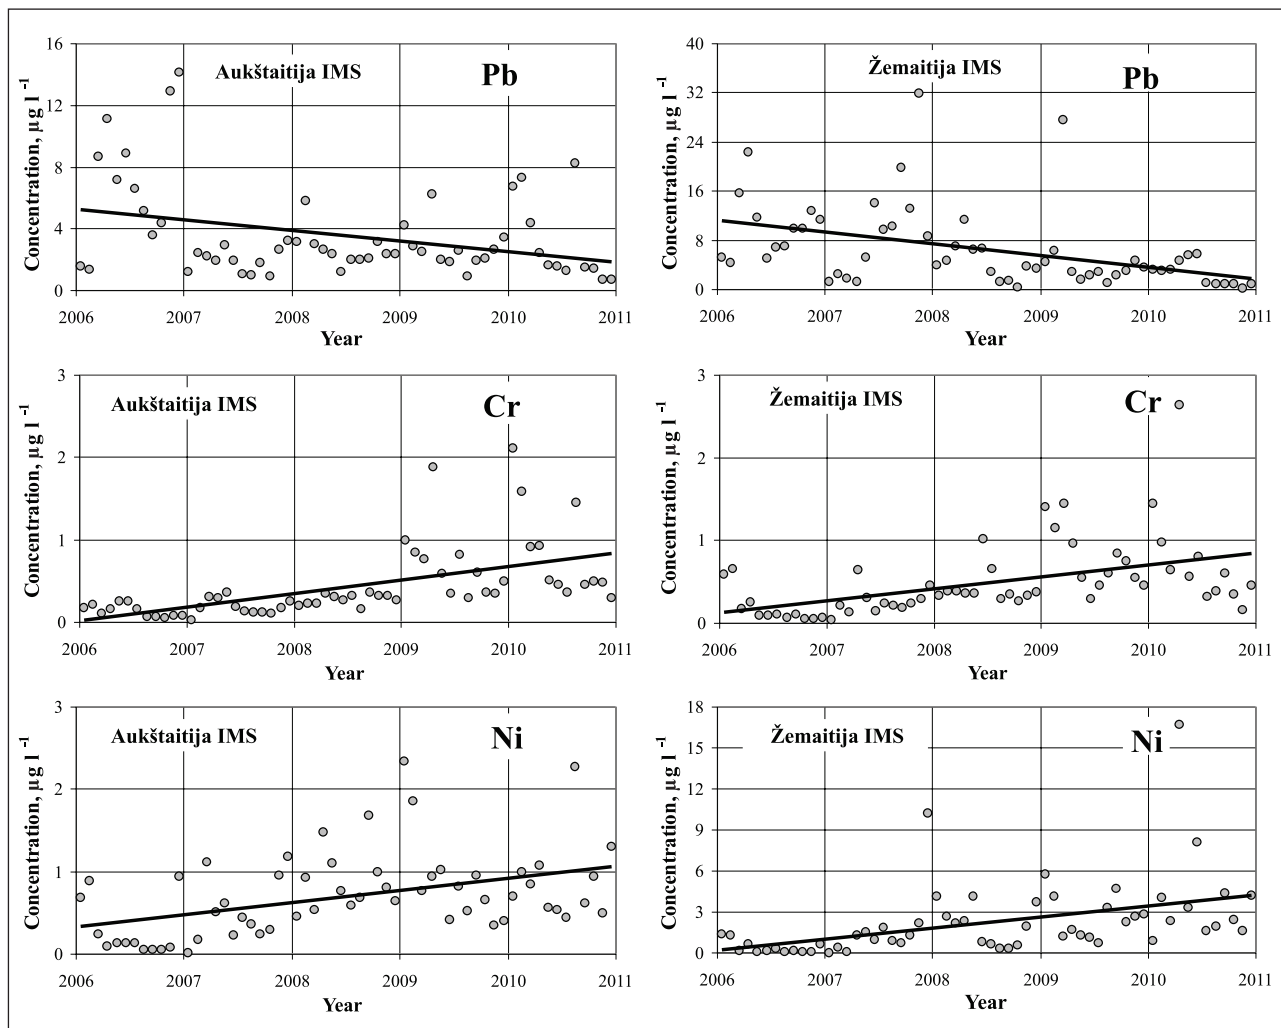 Aukštaitija IMS
Pb
Concentration, µg l -1
16
12
8
4
0
2006 2007 2008 2009 2010 2011
Year
Žemaitija IMS
Pb
Concentration, µg l -1
40
32
24
16
8
0
2006 2007 2008 2009 2010 2011
Year
Aukštaitija IMS
Cr
Concentration, µg l -1
3
2
1
0
2006 2007 2008 2009 2010 2011
Year
Žemaitija IMS
Cr
Concentration, µg l -1
3
2
1
0
2006 2007 2008 2009 2010 2011
Year
Aukštaitija IMS
Ni
Concentration, µg l -1
3
2
1
0
2006 2007 2008 2009 2010 2011
Year
Žemaitija IMS
Ni
Concentration, µg l -1
18
15
12
9
6
3
0
2006 2007 2008 2009 2010 2011
Year